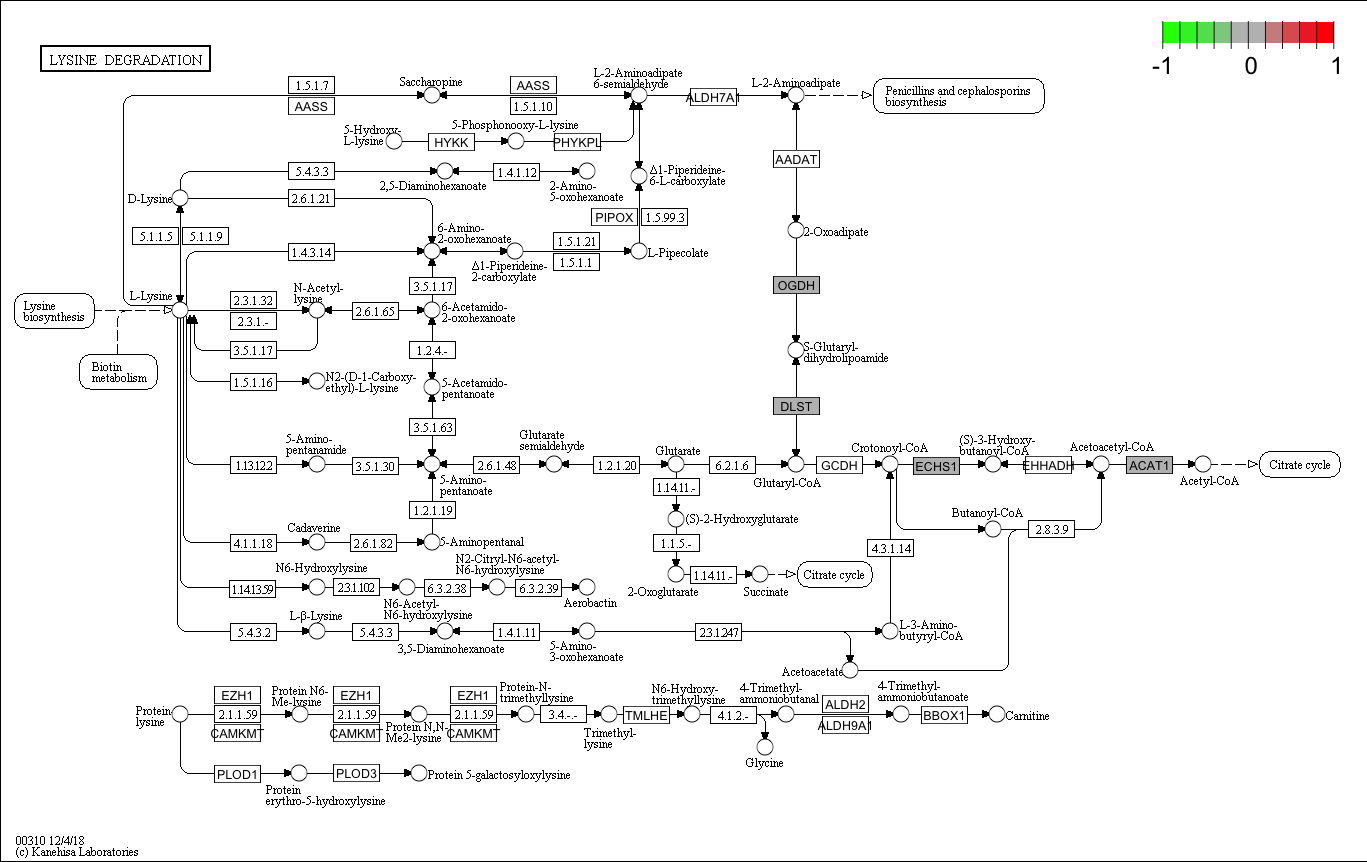 LYSINE DEGRADATION
-1
0
1
1.5.1.7
AASS
Saccharopine
AASS
1.5.1.10
L-2-Aminoadipate
6-semialdehyde
ALDH7A1
L-2-Aminoadipate
Penicillins and cephalosporins
biosynthesis
5-Hydroxy-
L-lysine
HYKK
5-Phosphonooxy-L-lysine
PHYKPL
AADAT
5.4.3.3
2,5-Diaminohexanoate
1.4.1.12
2-Amino-
5-oxohexanoate
Δ1-Piperideine-
6-L-carboxylate
D-Lysine
2.6.1.21
PIPOX
1.5.99.3
5.1.1.5
5.1.1.9
6-Amino-
2-oxohexanoate
2-Oxoadipate
1.4.3.14
Δ1-Piperideine-
2-carboxylate
1.5.1.21
1.5.1.1
L-Pipecolate
L-Lysine
N-Acetyl-
lysine
3.5.1.17
OGDH
Lysine
biosynthesis
2.3.1.32
2.3.1.-
2.6.1.65
6-Acetamido-
2-oxohexanoate
3.5.1.17
1.2.4.-
S-Glutaryl-
dihydrolipoamide
Biotin
metabolism
1.5.1.16
N2-(D-1-Carboxy-
ethyl)-L-lysine
5-Acetamido-
pentanoate
DLST
3.5.1.63
5-Amino-
pentanamide
1.13.12.2
3.5.1.30
5-Amino-
pentanoate
2.6.1.48
Glutarate
semialdehyde
1.2.1.20
Glutarate
6.2.1.6
Glutaryl-CoA
GCDH
Crotonoyl-CoA
ECHS1
(S)-3-Hydroxy-
butanoyl-CoA
EHHADH
Acetoacetyl-CoA
ACAT1
Acetyl-CoA
Citrate cycle
1.14.11.-
1.2.1.19
(S)-2-Hydroxyglutarate
Butanoyl-CoA
2.8.3.9
Cadaverine
4.1.1.18
2.6.1.82
5-Aminopentanal
1.1.5.-
4.3.1.14
N6-Hydroxylysine
N2-Citryl-N6-acetyl-
N6-hydroxylysine
1.14.13.59
2.3.1.102
6.3.2.38
6.3.2.39
Aerobactin
N6-Acetyl-
N6-hydroxylysine
2-Oxoglutarate
1.14.11.-
Succinate
Citrate cycle
L-β-Lysine
5.4.3.2
5.4.3.3
3,5-Diaminohexanoate
1.4.1.11
5-Amino-
3-oxohexanoate
2.3.1.247
L-3-Amino-
butyryl-CoA
Acetoacetate
Protein
lysine
EZH1
2.1.1.59
CAMKMT
Protein N6-
Me-lysine
EZH1
2.1.1.59
CAMKMT
Protein N,N-
Me2-lysine
EZH1
2.1.1.59
CAMKMT
Protein-N-
trimethyllysine
3.4.-.-
Trimethyl-
lysine
TMLHE
N6-Hydroxy-
trimethyllysine
4.1.2.-
Glycine
4-Trimethyl-
ammoniobutanal
ALDH2
ALDH9A1
4-Trimethyl-
ammoniobutanoate
BBOX1
Carnitine
PLOD1
Protein
erythro-5-hydroxylysine
PLOD3
Protein 5-galactosyloxylysine
00310 12/4/18
(c) Kanehisa Laboratories